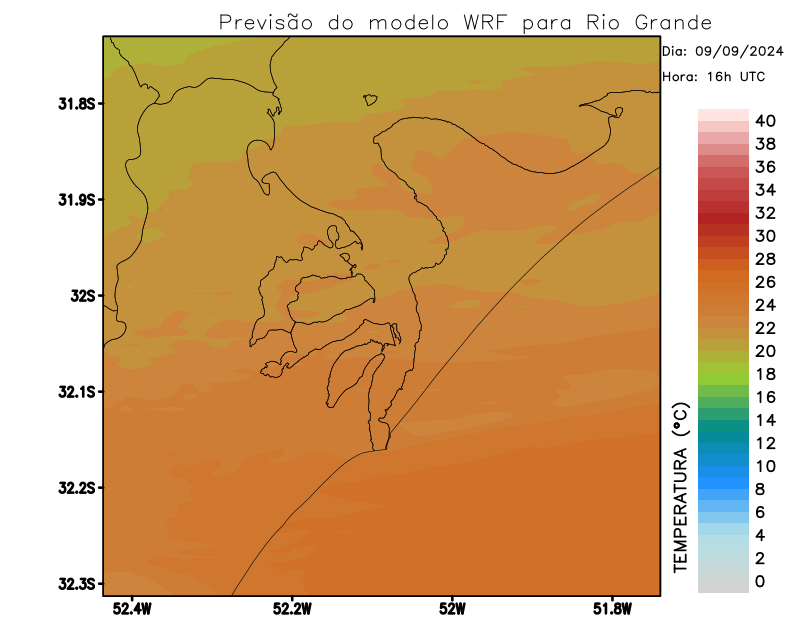 Previsão do modelo WRF para Rio Grande
Dia: 09/09/2024
Hora: 16h UTC
31.8S
31.9S
32S
32.1S
32.2S
32.3S
52.4W
52.2W
52W
51.8W
TEMPERATURA (°C)
40
38
36
34
32
30
28
26
24
22
20
18
16
14
12
10
8
6
4
2
0